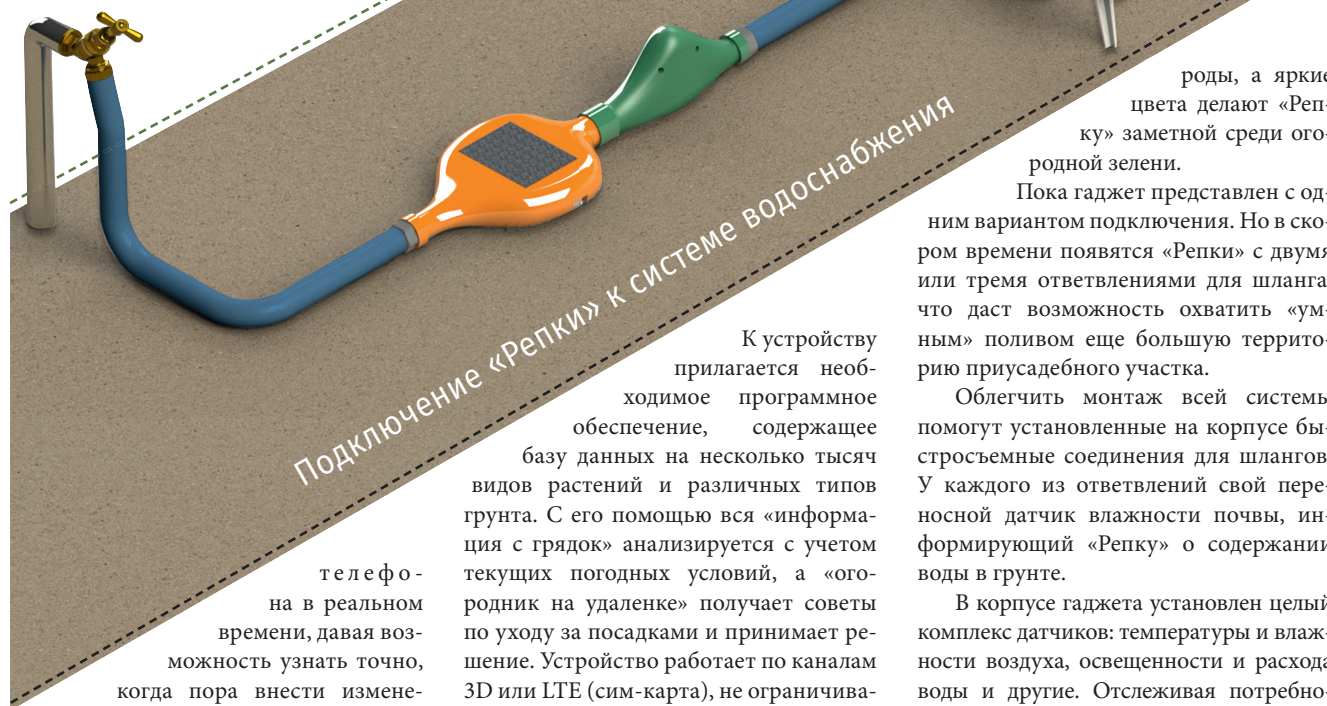 Подключение «Репки» к системе водоснабжения
телефо-
на в реальном
времени, давая воз-
можность узнать точно,
когда пора внести измене-
К устройству
прилагается необ-
ходимое программное
обеспечение, содержащее
базу данных на несколько тысяч
видов растений и различных типов
грунта. С его помощью вся «информа-
ция с грядок» анализируется с учетом
текущих погодных условий, а «ого-
родник на удаленке» получает советы
по уходу за посадками и принимает ре-
шение. Устройство работает по каналам
3D или LTE (сим-карта), не ограничива-
роды, а яркие
цвета делают «Реп-
ку» заметной среди ого-
родной зелени.
Пока гаджет представлен с од-
ним вариантом подключения. Но в ско-
ром времени появятся «Репки» с двумя
или тремя ответвлениями для шланга
что даст возможность охватить «ум-
ным» поливом еще большую террито-
рию приусадебного участка.
Облегчить монтаж всей системы
помогут установленные на корпусе бы-
стросъемные соединения для шлангов
У каждого из ответвлений свой пере-
носной датчик влажности почвы, ин-
формирующий «Репку» о содержании
воды в грунте.
В корпусе гаджета установлен целый
комплекс датчиков: температуры и влаж-
ности воздуха, освещенности и расхода
воды и другие. Отслеживая потребно-